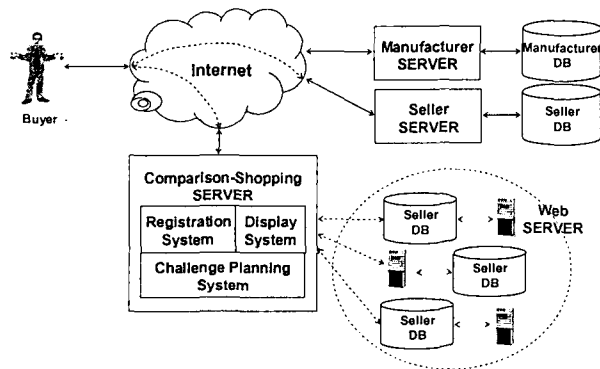 Internet
Buyer
Manufacturer
SERVER
Manufacturer
DB
Seller
SERVER
Seller
DB
Comparison-Shopping
SERVER
Registration
System
Display
System
Challenge Planning
System
Seller
DB
Web
SERVER
Seller
DB
Seller
DB